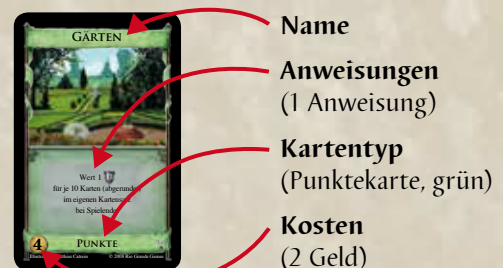 GÄRTEN
Wert 1
für je 10 Karten (abgerundet)
im eigenen Kartensatz
bei Spielende
4
PUNKTE
© 2008 Rio Grande Games
Name
Anweisungen
(1 Anweisung)
Kartentyp
(Punktekarte, grün)
Kosten
(2 Geld)